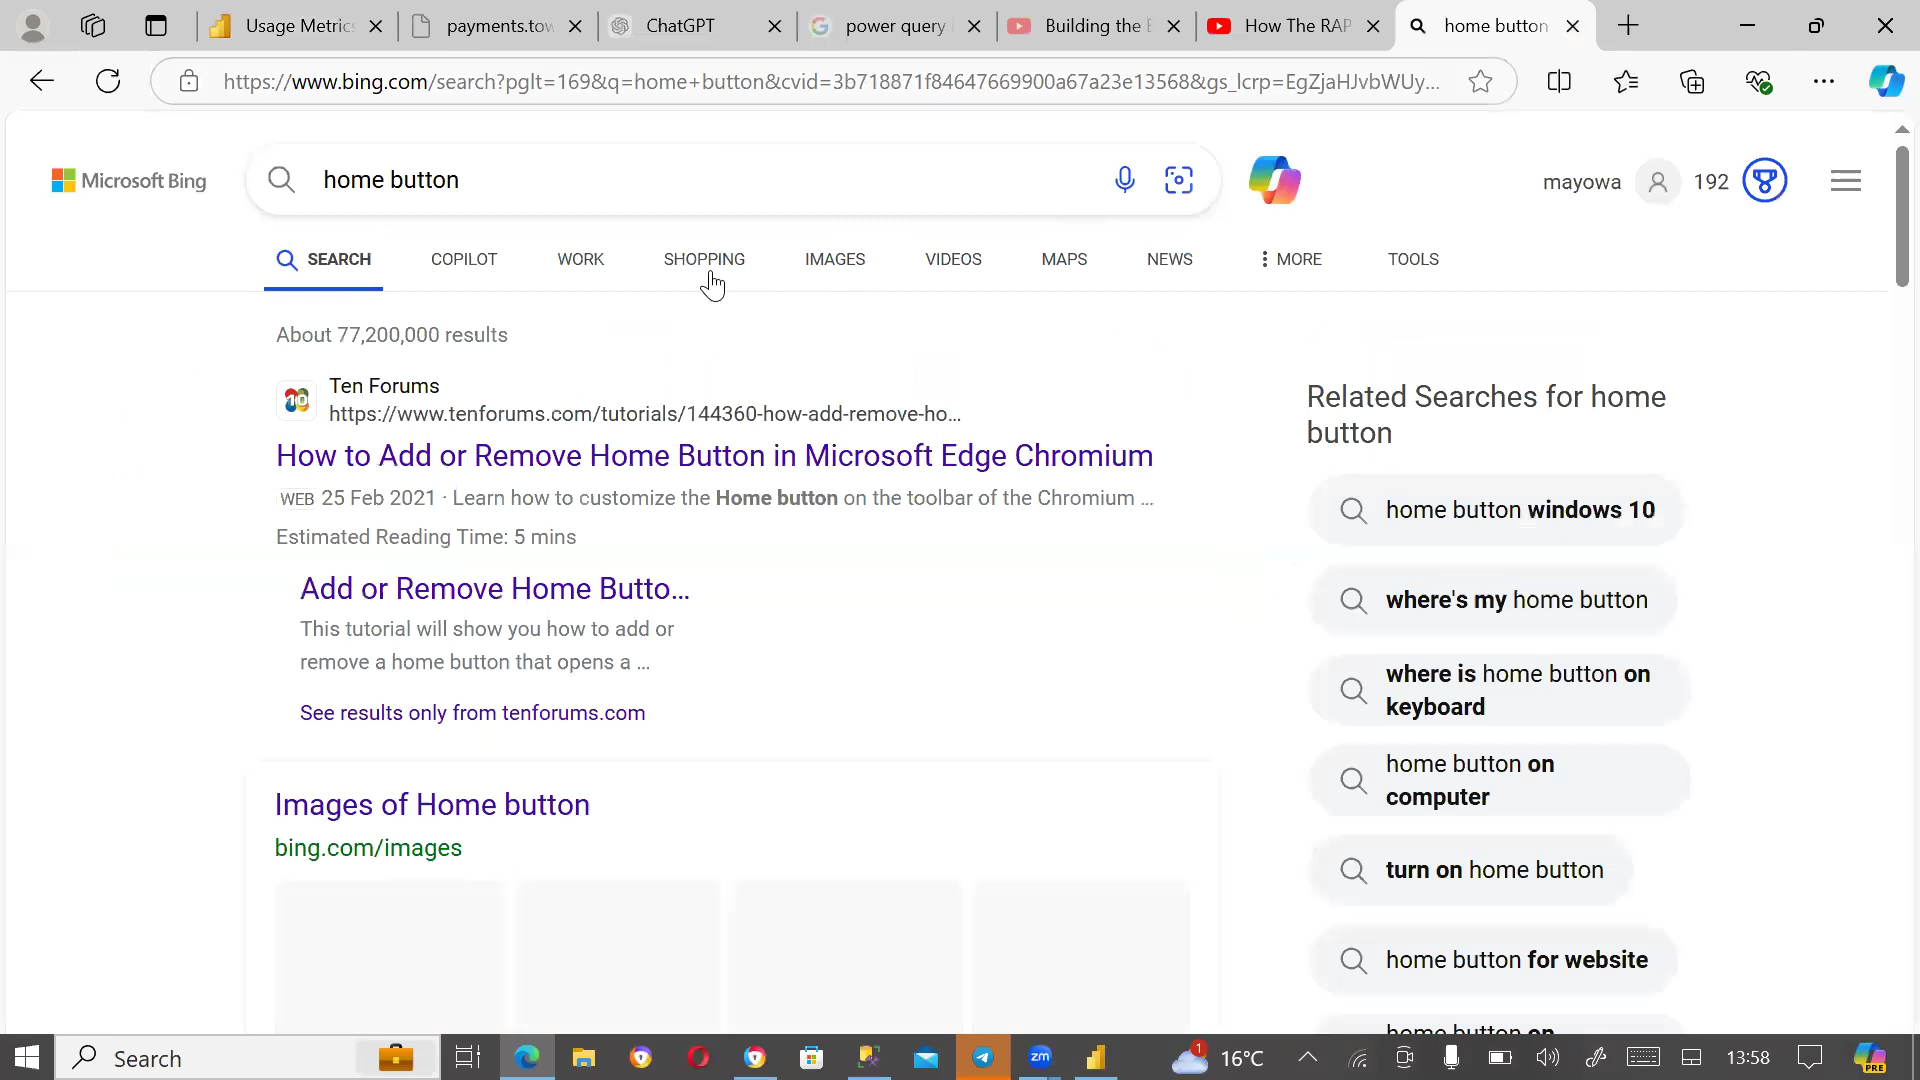 Usage Metrics
payments.tow
ChatGPT
power query
Building the E
How The RAP
home button
https://www.bing.com/search?pglt=169&q=home+button&cvid=3b718871f84647669900a67a23e13568&gs_lcrp=EgZjaHJvbWUy...
Microsoft Bing
home button
mayowa
192
SEARCH
COPILOT
WORK
SHOPPING
IMAGES
VIDEOS
MAPS
NEWS
MORE
TOOLS
About 77,200,000 results
Ten Forums
https://www.tenforums.com/tutorials/144360-how-add-remove-ho...
How to Add or Remove Home Button in Microsoft Edge Chromium
WEB 25 Feb 2021 · Learn how to customize the Home button on the toolbar of the Chromium ...
Estimated Reading Time: 5 mins
Add or Remove Home Butto...
This tutorial will show you how to add or
remove a home button that opens a ...
See results only from tenforums.com
Images of Home button
bing.com/images
Related Searches for home
button
home button windows 10
where's my home button
where is home button on
keyboard
home button on
computer
turn on home button
home button for website
home button on
Search
zm
1
16°C
13:58
PRE